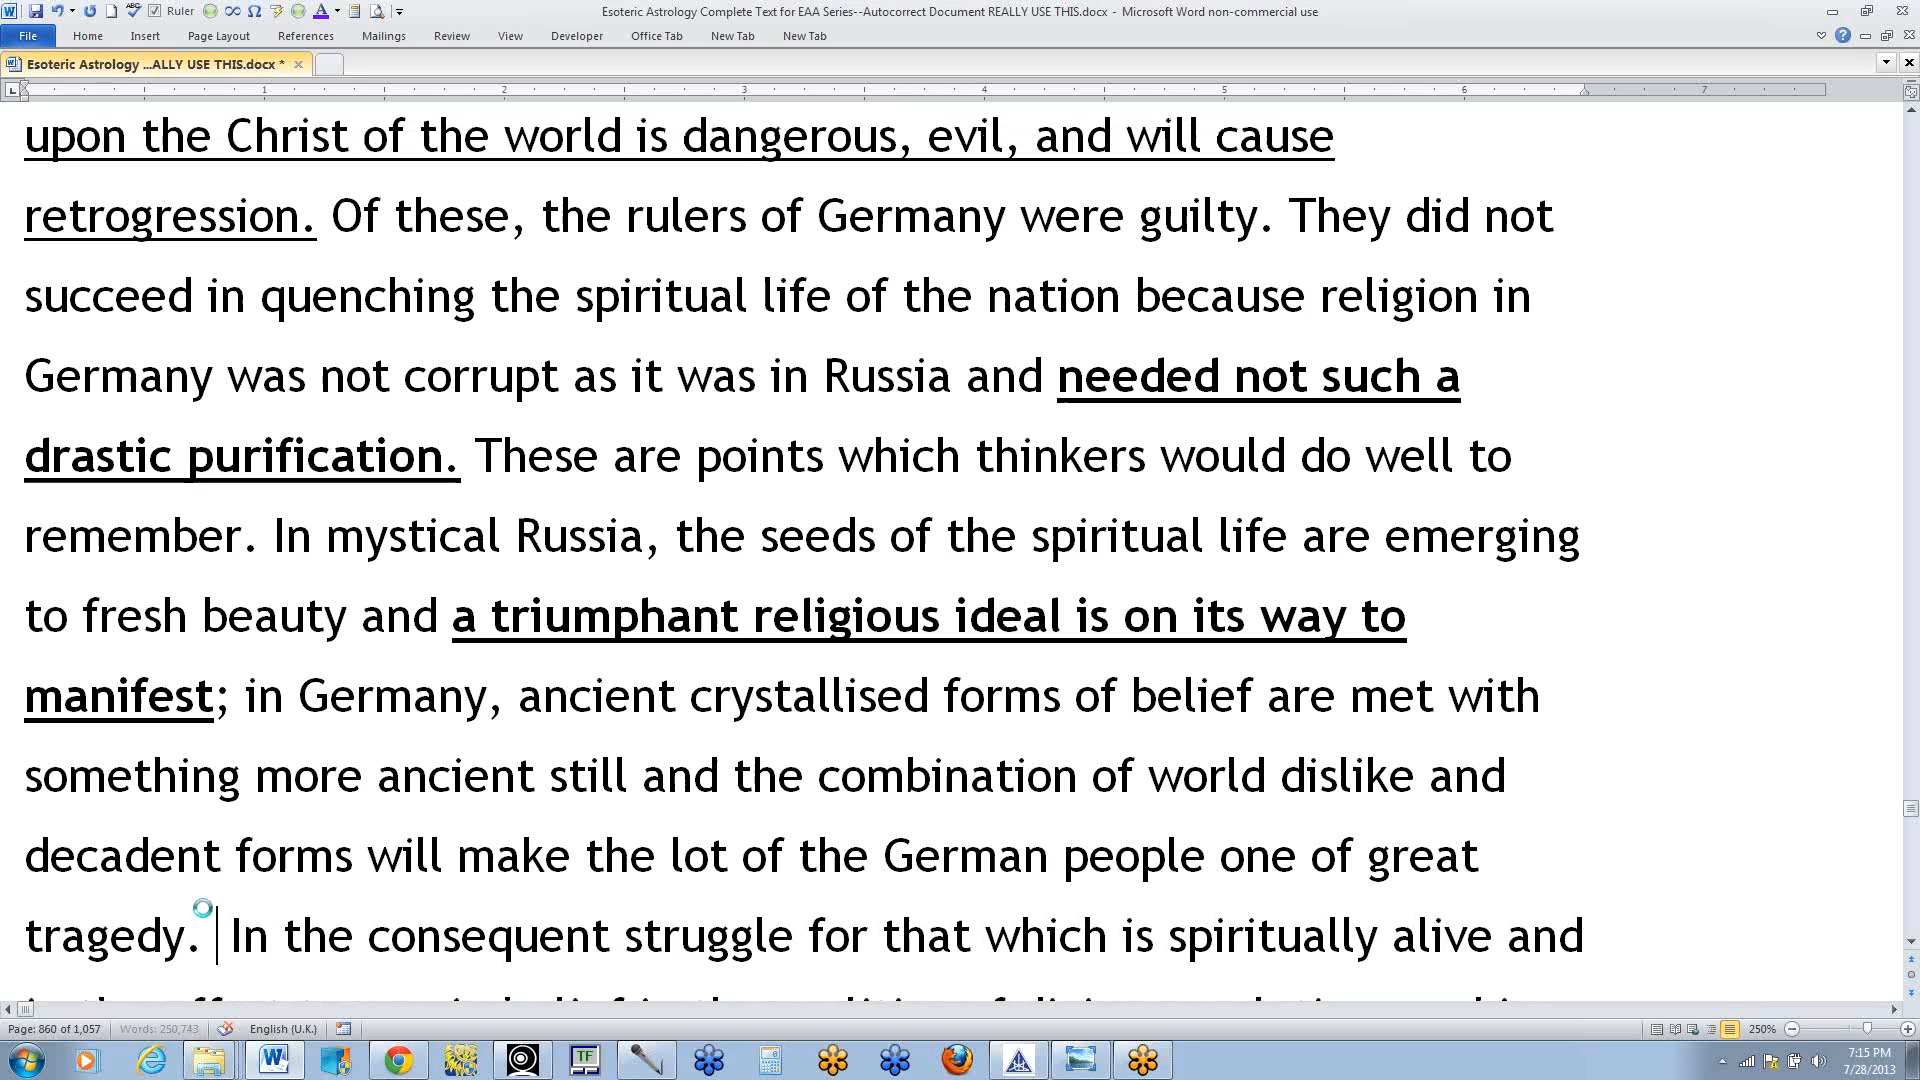 Ruler
Esoteric Astrology Complete Text for EAA Series--Autocorrect Document REALLY USE THIS.docx - Microsoft Word non-commercial use
File Home Insert Page Layout References Mailings Review View Developer Office Tab New Tab New Tab
Esoteric Astrology ...ALLY USE THIS.docx *
1 2 3 4 5 6 7
upon the Christ of the world is dangerous, evil, and will cause
retrogression. Of these, the rulers of Germany were guilty. They did not
succeed in quenching the spiritual life of the nation because religion in
Germany was not corrupt as it was in Russia and needed not such a
drastic purification. These are points which thinkers would do well to
remember. In mystical Russia, the seeds of the spiritual life are emerging
to fresh beauty and a triumphant religious ideal is on its way to
manifest; in Germany, ancient crystallised forms of belief are met with
something more ancient still and the combination of world dislike and
decadent forms will make the lot of the German people one of great
tragedy. In the consequent struggle for that which is spiritually alive and
Page: 860 of 1,057 Words: 250,743 English (U.K.) 250%
TF
7:15 PM
7/28/2013